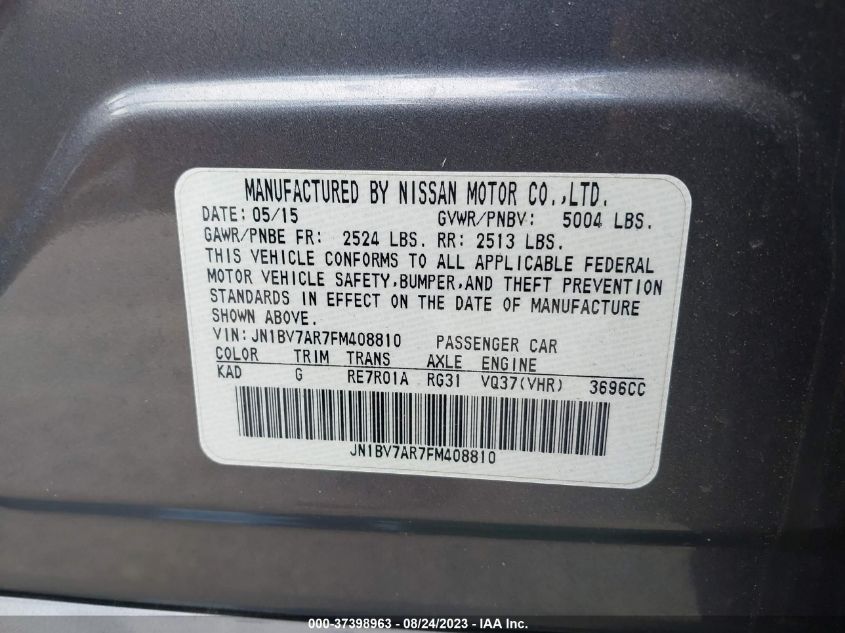 MANUFACTURED BY NISSAN MOTOR CO.,LTD.
DATE: 05/15 GVWR/PNBV: 5004 LBS.
GAWR/PNBE FR: 2524 LBS. RR: 2513 LBS.
THIS VEHICLE CONFORMS TO ALL APPLICABLE FEDERAL
MOTOR VEHICLE SAFETY,BUMPER,AND THEFT PREVENTION
STANDARDS IN EFFECT ON THE DATE OF MANUFACTURE
SHOWN ABOVE.
VIN:JN1BV7AR7FM408810 PASSENGER CAR
COLOR TRIM TRANS AXLE ENGINE
KAD G RE7R01A RG31 VQ37(VHR) 3696CC
JN1BV7AR7FM408810
000-37398963 - 08/24/2023 - IAA Inc.